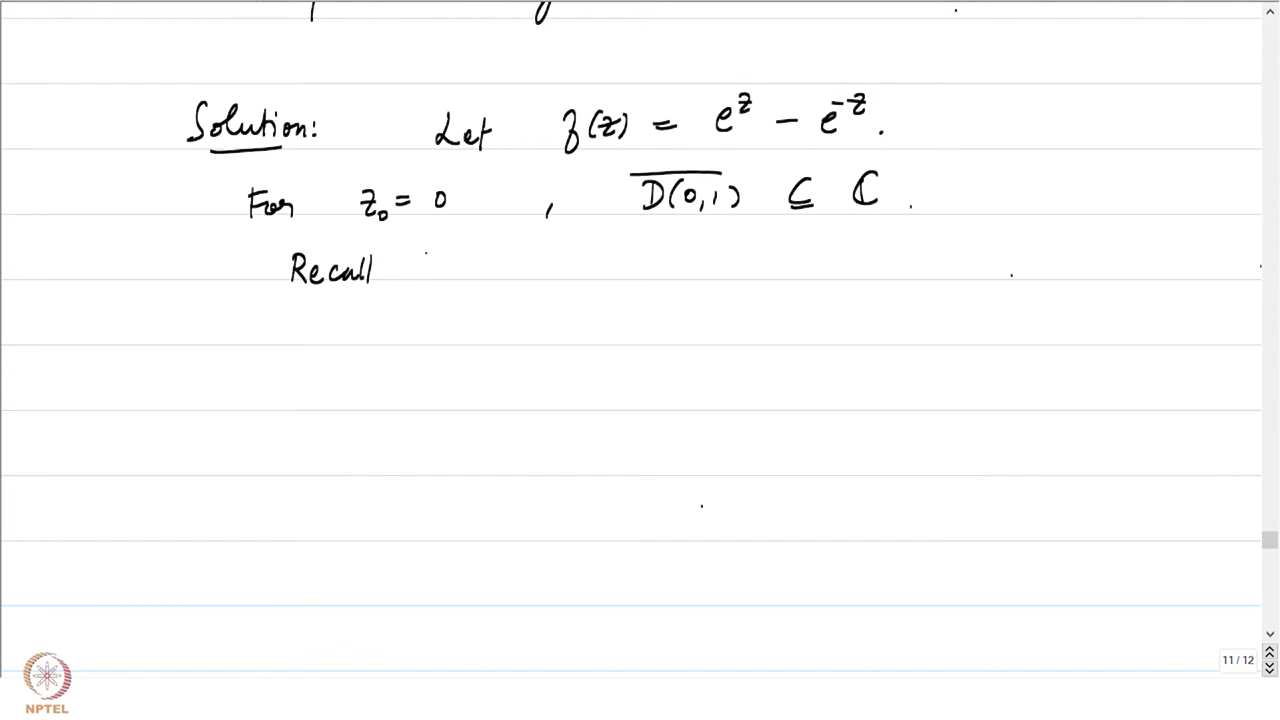 Solution: Let f(z) = e^z - e^{-z}.
For z₀ = 0 , \overline{D(0,1)} ⊆ ℂ .
Recall
11 / 12
NPTEL